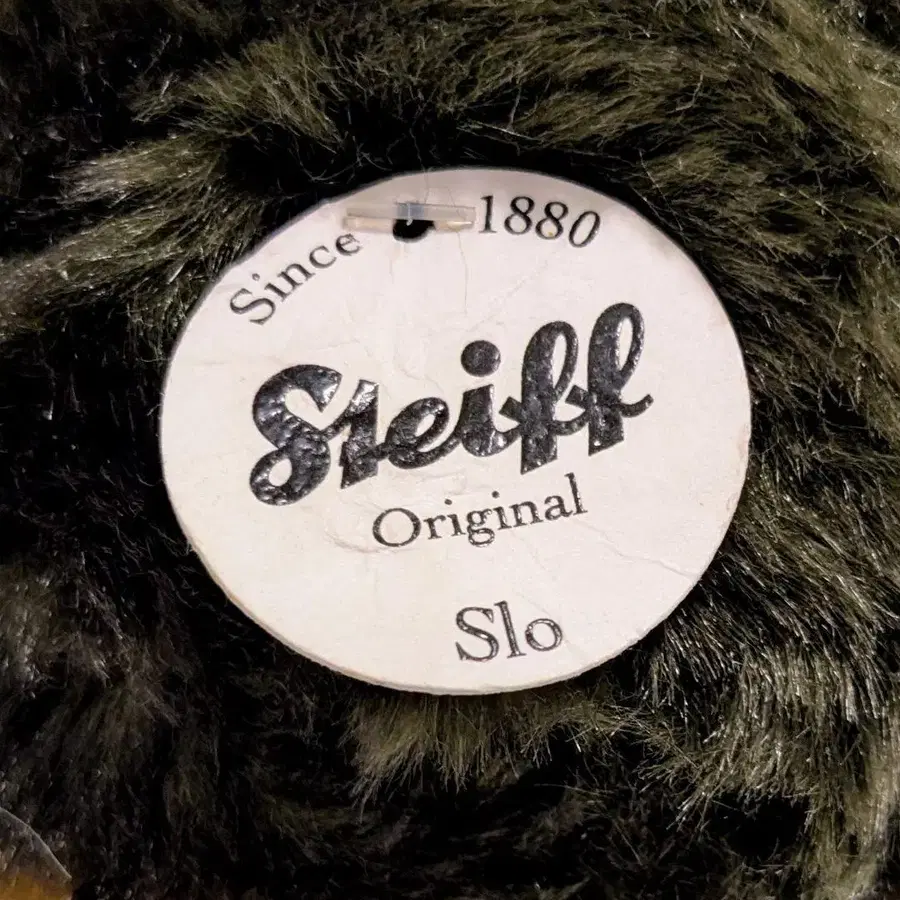 Since 1880
Steiff
Original
Slo